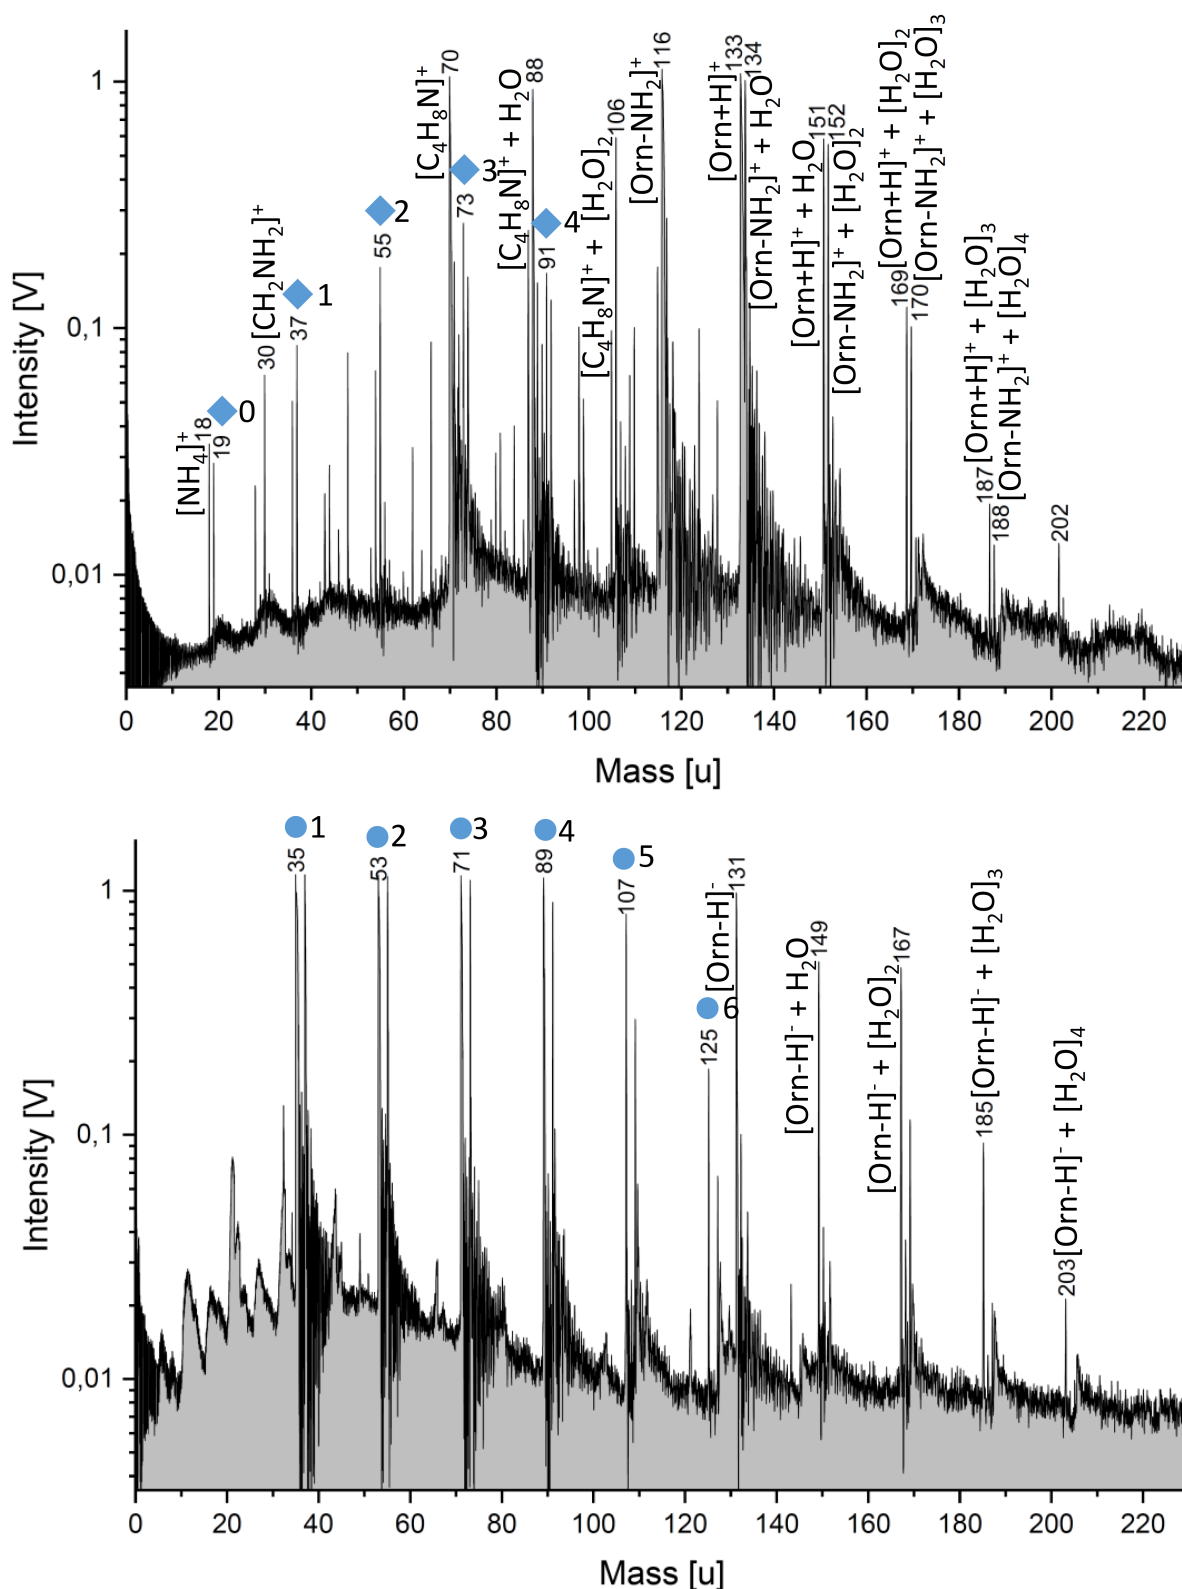 Intensity [V]
1
0,1
0,01
[NH₄]⁺
18
19
0
30
[CH₂NH₂]⁺
37
1
55
2
70
[C₄H₈N]⁺
73
3
88
[C₄H₈N]⁺ + H₂O
91
4
106
[C₄H₈N]⁺ + [H₂O]₂
116
[Orn-NH₂]⁺
133
[Orn+H]⁺
134
[Orn-NH₂]⁺ + H₂O
151
[Orn+H]⁺ + H₂O
152
[Orn-NH₂]⁺ + [H₂O]₂
169
[Orn+H]⁺ + [H₂O]₂
170
[Orn-NH₂]⁺ + [H₂O]₃
187
[Orn+H]⁺ + [H₂O]₃
188
[Orn-NH₂]⁺ + [H₂O]₄
202
0 20 40 60 80 100 120 140 160 180 200 220
Mass [u]
Intensity [V]
1
0,1
0,01
35
1
53
2
71
3
89
4
107
5
125
6
131
[Orn-H]⁻
149
[Orn-H]⁻ + H₂O
167
[Orn-H]⁻ + [H₂O]₂
185
[Orn-H]⁻ + [H₂O]₃
203
[Orn-H]⁻ + [H₂O]₄
0 20 40 60 80 100 120 140 160 180 200 220
Mass [u]